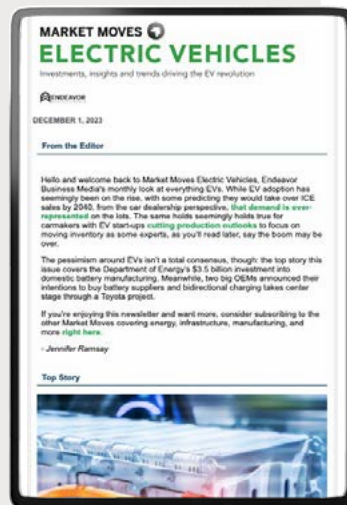 MARKET MOVES
ELECTRIC VEHICLES
Investments, insights and trends driving the EV revolution
ENDEAVOR
DECEMBER 1, 2023
From the Editor
Hello and welcome back to Market Moves Electric Vehicles, Endeavor
Business Media's monthly look at everything EVs. While EV adoption has
seemingly been on the rise, with some predicting they would take over ICE
sales by 2040, from the car dealership perspective, that demand is over-
represented on the lots. The same holds seemingly holds true for
carmakers with EV start-ups cutting production outlooks to focus on
moving inventory as some experts, as you'll read later, say the boom may be
over.
The pessimism around EVs isn't a total consensus, though: the top story this
issue covers the Department of Energy's $3.5 billion investment into
domestic battery manufacturing. Meanwhile, two big OEMs announced their
intentions to buy battery suppliers and bidirectional charging takes center
stage through a Toyota project.
If you're enjoying this newsletter and want more, consider subscribing to the
other Market Moves covering energy, infrastructure, manufacturing, and
more right here.
- Jennifer Ramsay
Top Story